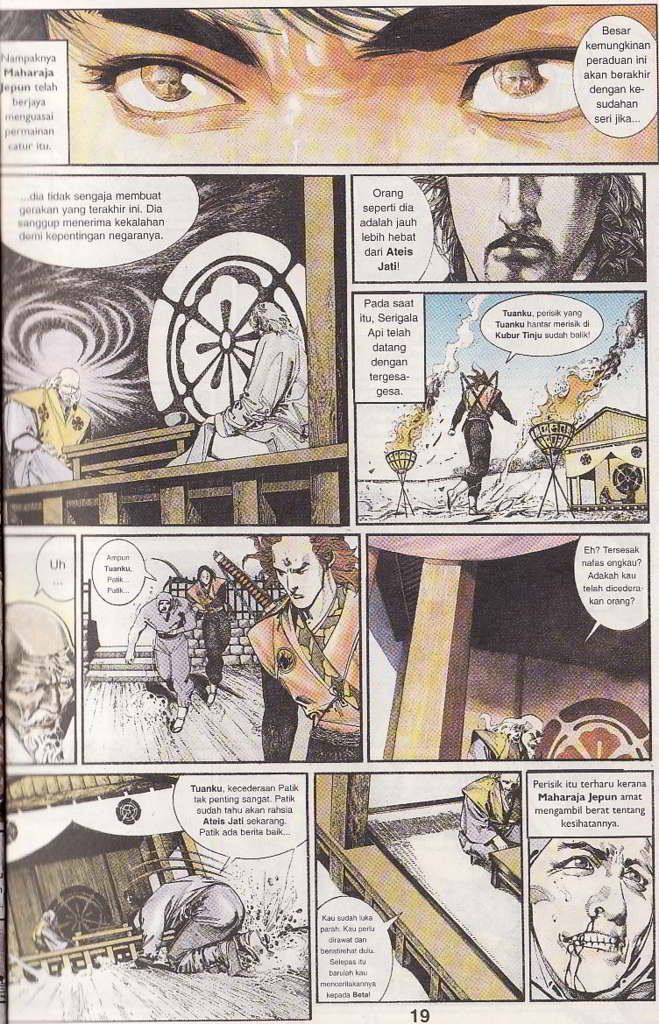 Nampaknya
Maharaja
Jepun telah
berjaya
menguasai
permainan
catur itu.
Besar
kemungkinan
peraduan ini
akan berakhir
dengan ke-
sudahan
seri jika...
...dia tidak sengaja membuat
gerakan yang terakhir ini. Dia
sanggup menerima kekalahan
demi kepentingan negaranya.
Orang
seperti dia
adalah jauh
lebih hebat
dari Ateis
Jati!
Pada saat
itu, Serigala
Api telah
datang
dengan
tergesa-
gesa.
Tuanku, perisik yang
Tuanku hantar merisik di
Kubur Tinju sudah balik!
Uh
...
Ampun
Tuanku,
Patik...
Patik...
Eh? Tersesak
nafas engkau?
Adakah kau
telah dicedera-
kan orang?
Tuanku, kecederaan Patik
tak penting sangat. Patik
sudah tahu akan rahsia
Ateis Jati sekarang.
Patik ada berita baik...
Kau sudah luka
parah. Kau perlu
dirawat dan
beristirehat dulu.
Selepas itu
barulah kau
menceritakannya
kepada Beta!
Perisik itu terharu kerana
Maharaja Jepun amat
mengambil berat tentang
kesihatannya.
19